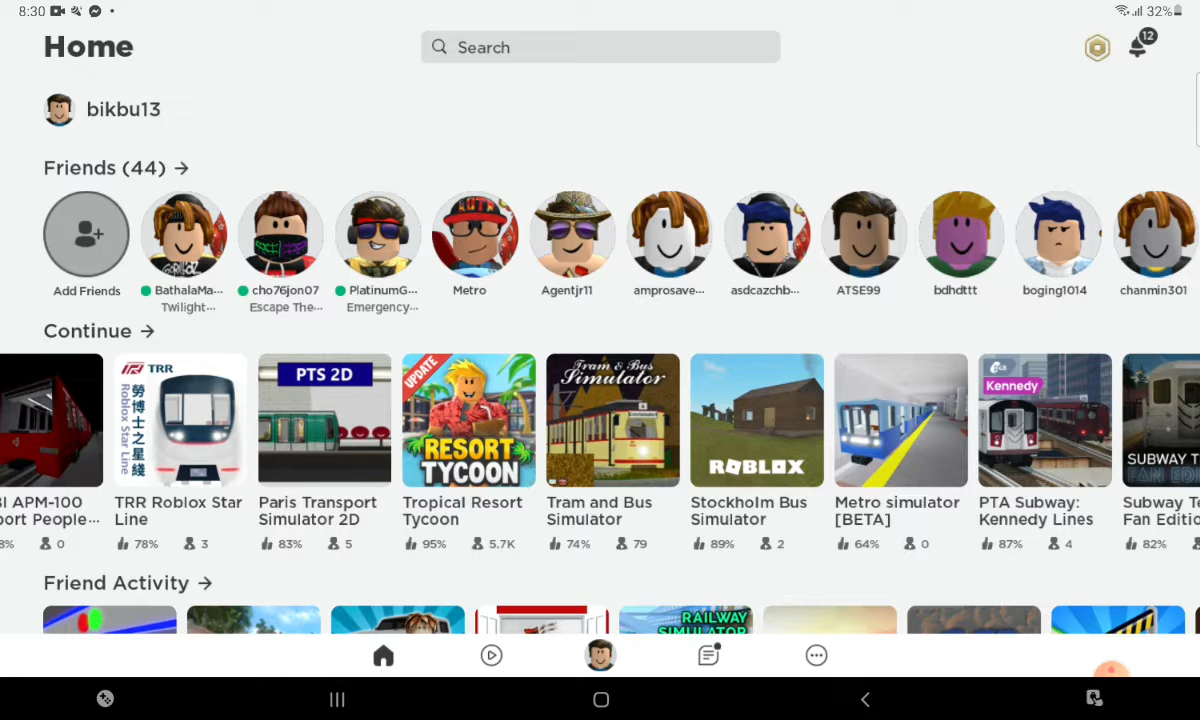 8:30
32%
Home
Search
12
bikbu13
Friends (44) →
Add Friends
BathalaMa...
Twilight...
cho76jon07
Escape The...
PlatinumG...
Emergency...
Metro
Agentjr11
amprosave...
asdcazchb...
ATSE99
bdhdttt
boging1014
chanmin301
Continue →
TRR
勞博士之星綫
Roblox Star Line
PTS 2D
UPDATE
RESORT
TYCOON
Tram & Bus
Simulator
ROBLOX
Kennedy
SUBWAY T
FAN EDIT
I APM-100
port People...
8%
0
TRR Roblox Star
Line
78%
3
Paris Transport
Simulator 2D
83%
5
Tropical Resort
Tycoon
95%
5.7K
Tram and Bus
Simulator
74%
79
Stockholm Bus
Simulator
89%
2
Metro simulator
[BETA]
64%
0
PTA Subway:
Kennedy Lines
87%
4
Subway Te
Fan Editio
82%
Friend Activity →
RAILWAY
SIMULATOR